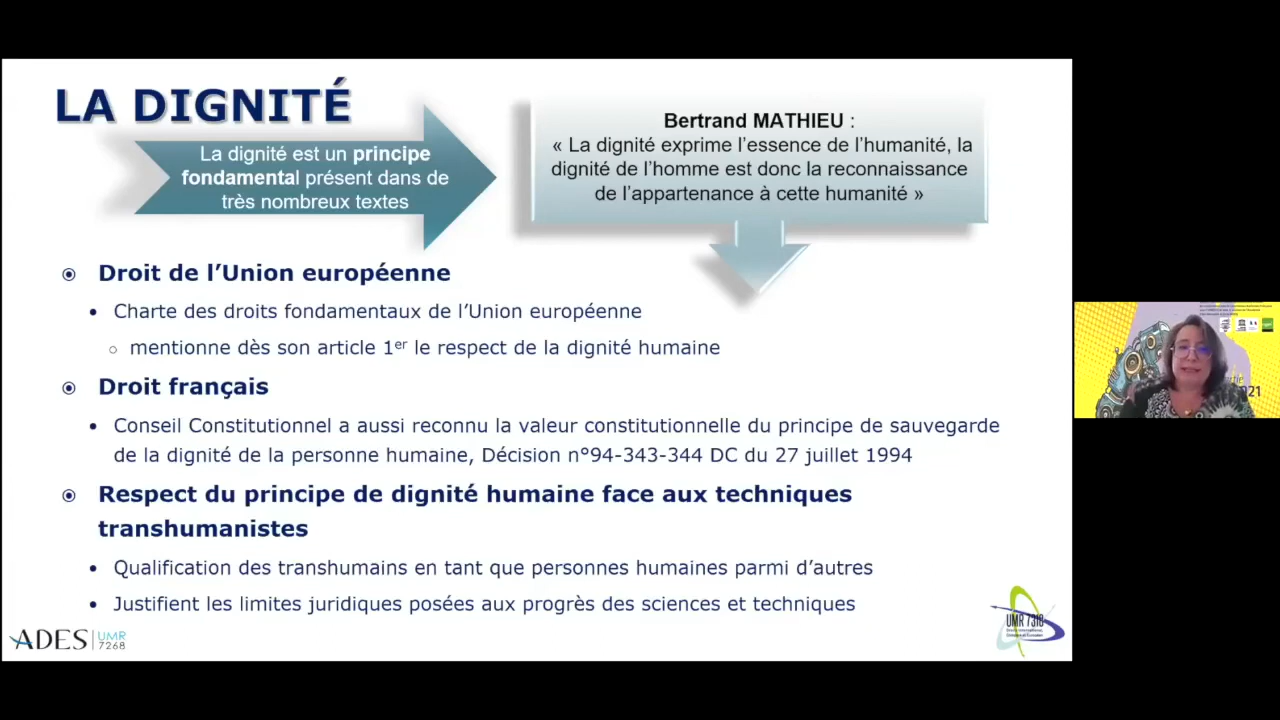 LA DIGNITÉ
La dignité est un principe
fondamental présent dans de
très nombreux textes
Bertrand MATHIEU :
« La dignité exprime l’essence de l’humanité, la
dignité de l’homme est donc la reconnaissance
de l’appartenance à cette humanité »
Droit de l’Union européenne
Charte des droits fondamentaux de l’Union européenne
mentionne dès son article 1er le respect de la dignité humaine
Droit français
Conseil Constitutionnel a aussi reconnu la valeur constitutionnelle du principe de sauvegarde
de la dignité de la personne humaine, Décision n°94-343-344 DC du 27 juillet 1994
Respect du principe de dignité humaine face aux techniques
transhumanistes
Qualification des transhumains en tant que personnes humaines parmi d’autres
Justifient les limites juridiques posées aux progrès des sciences et techniques
ADES UMR
7268
UMR 7318